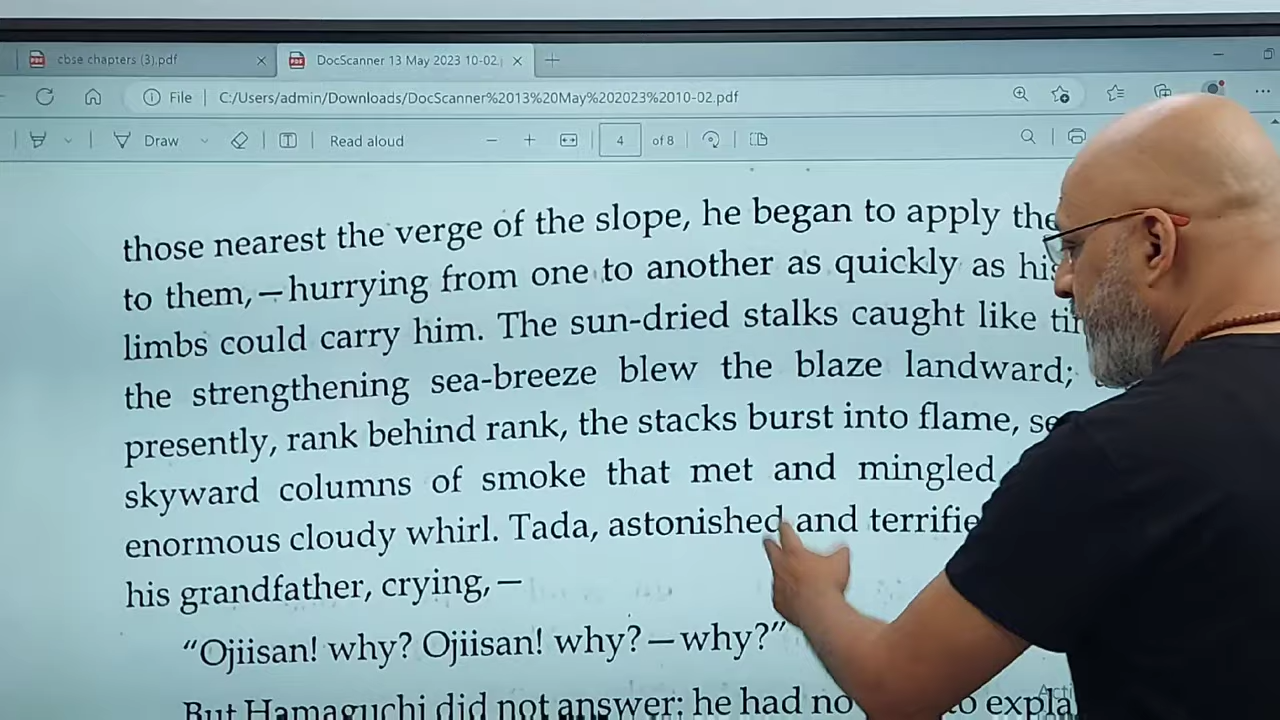 cbse chapters (3).pdf
DocScanner 13 May 2023 10-02
File
C:/Users/admin/Downloads/DocScanner%2013%20May%202023%2010-02.pdf
Draw
Read aloud
4
of 8
those nearest the verge of the slope, he began to apply the
to them,—hurrying from one to another as quickly as his
limbs could carry him. The sun-dried stalks caught like
the strengthening sea-breeze blew the blaze landward;
presently, rank behind rank, the stacks burst into flame,
skyward columns of smoke that met and mingled
enormous cloudy whirl. Tada, astonished and
his grandfather, crying,—
"Ojiisan! why? Ojiisan! why?—why?"
But Hamaguchi did not answer: he had no